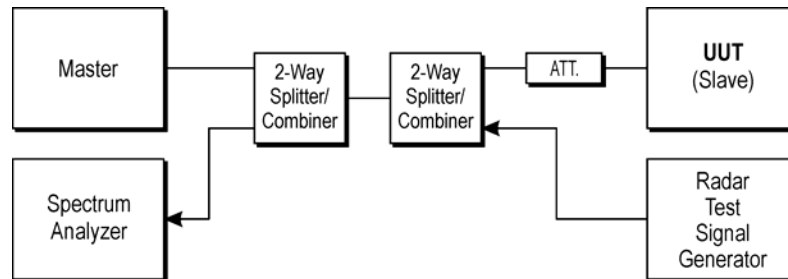 Master
2-Way
Splitter/
Combiner
2-Way
Splitter/
Combiner
ATT.
UUT
(Slave)
Spectrum
Analyzer
Radar
Test
Signal
Generator